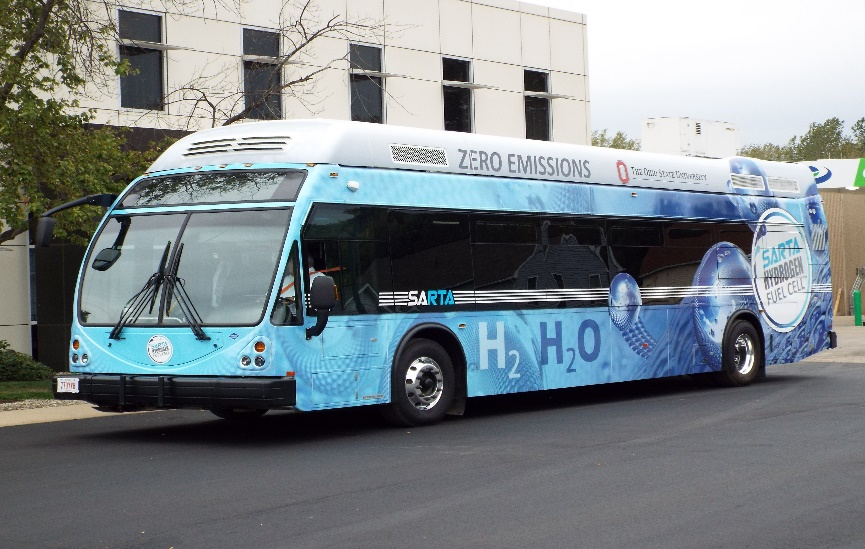 ZERO EMISSIONS
THE OHIO STATE UNIVERSITY
SARTA
H2 H2O
SARTA
HYDROGEN
FUEL CELL